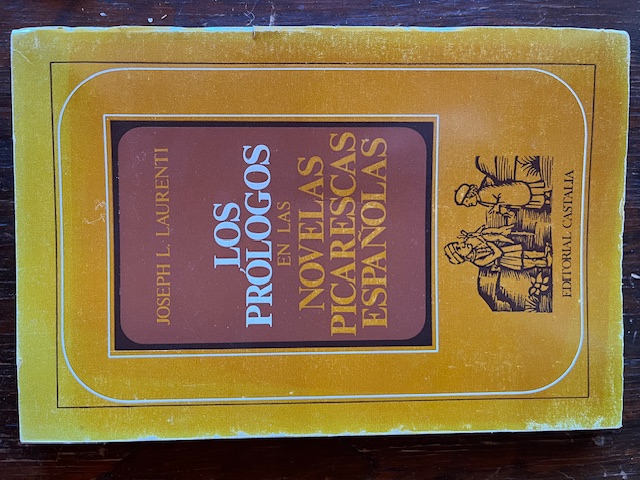 JOSEPH L. LAURENTI
LOS
PRÓLOGOS
EN LAS
NOVELAS
PICARESCAS
ESPAÑOLAS
EDITORIAL CASTALIA